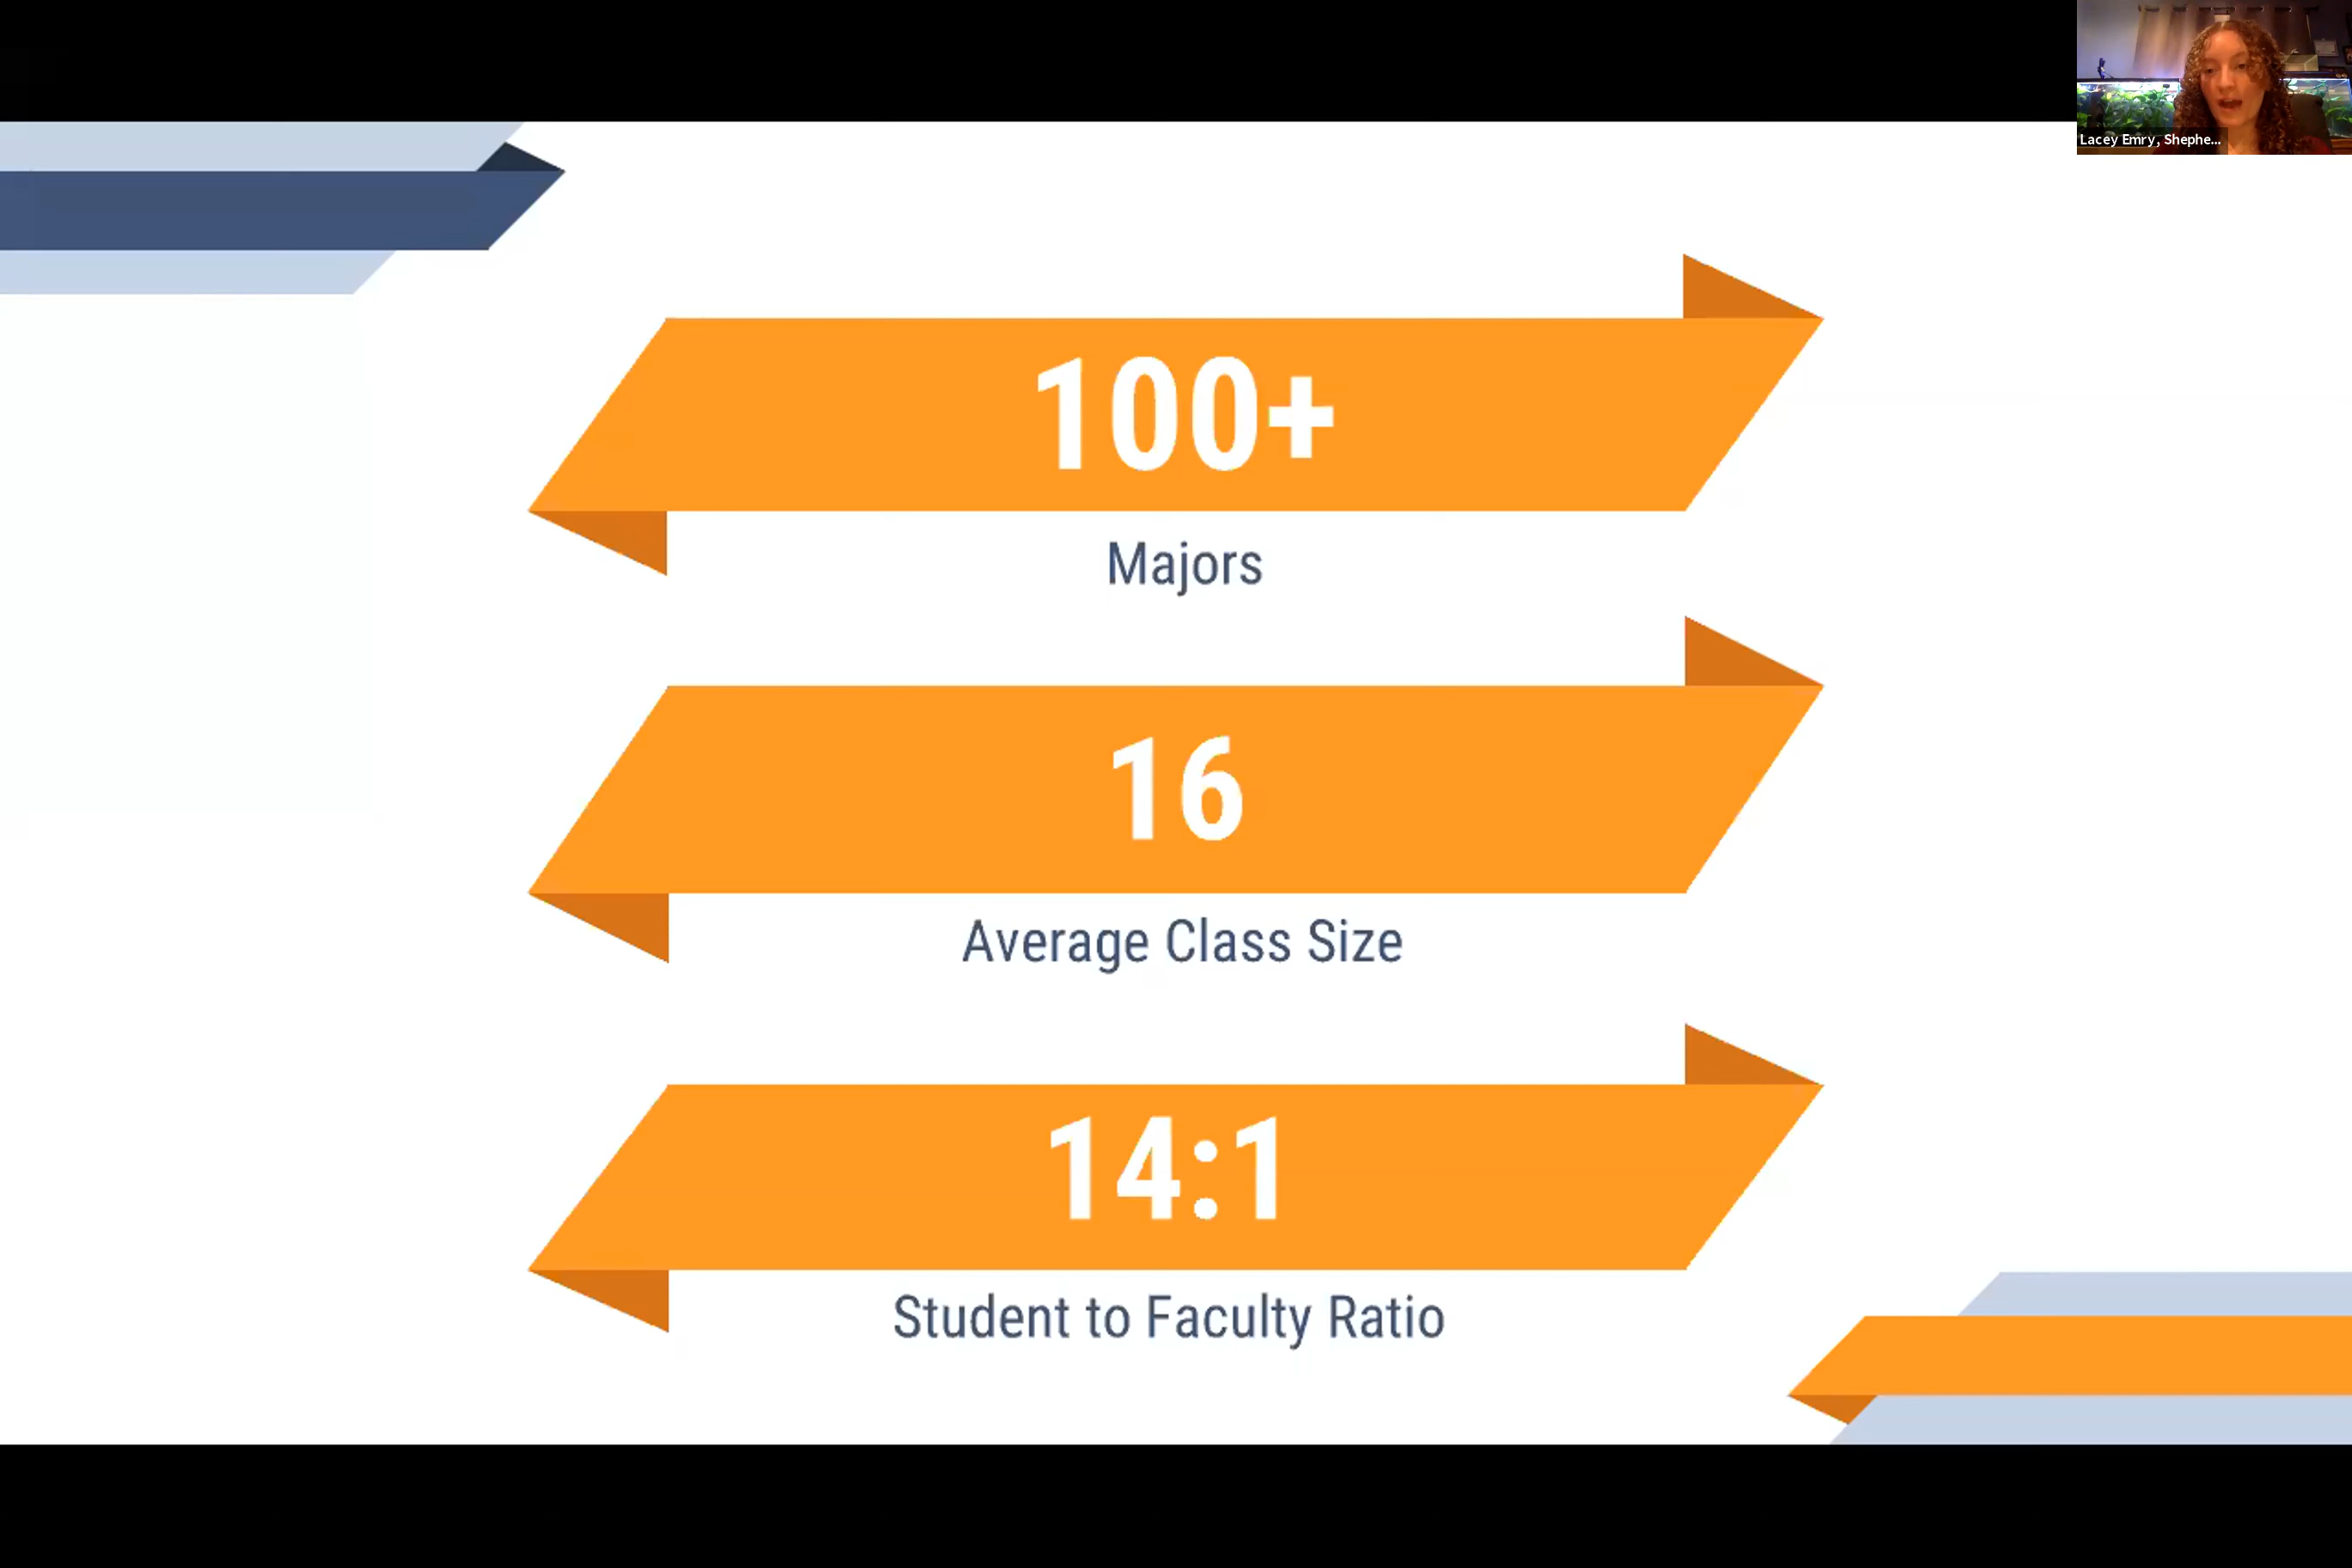 Lacey Emry, Shephe...
100+
Majors
16
Average Class Size
14:1
Student to Faculty Ratio